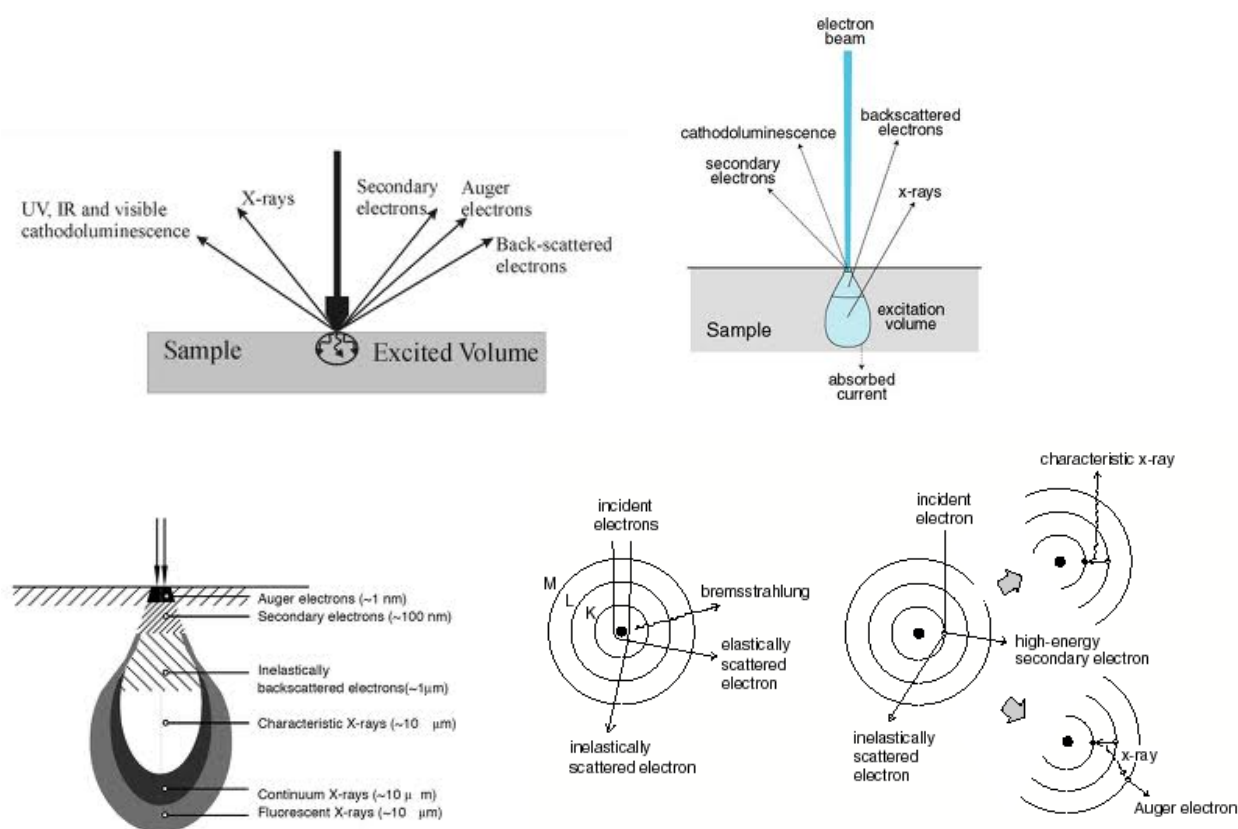 UV, IR and visible
cathodoluminescence
X-rays
Secondary
electrons
Auger
electrons
Back-scattered
electrons
Sample
Excited Volume
electron
beam
cathodoluminescence
secondary
electrons
backscattered
electrons
x-rays
Sample
excitation
volume
absorbed
current
Auger electrons (~1 nm)
Secondary electrons (~100 nm)
Inelastically
backscattered electrons(~1μm)
Characteristic X-rays (~10 μm)
Continuum X-rays (~10 μ m)
Fluorescent X-rays (~10 μm)
incident
electrons
M
L
K
bremsstrahlung
elastically
scattered
electron
inelastically
scattered electron
incident
electron
high-energy
secondary electron
inelastically
scattered
electron
characteristic x-ray
x-ray
Auger electron